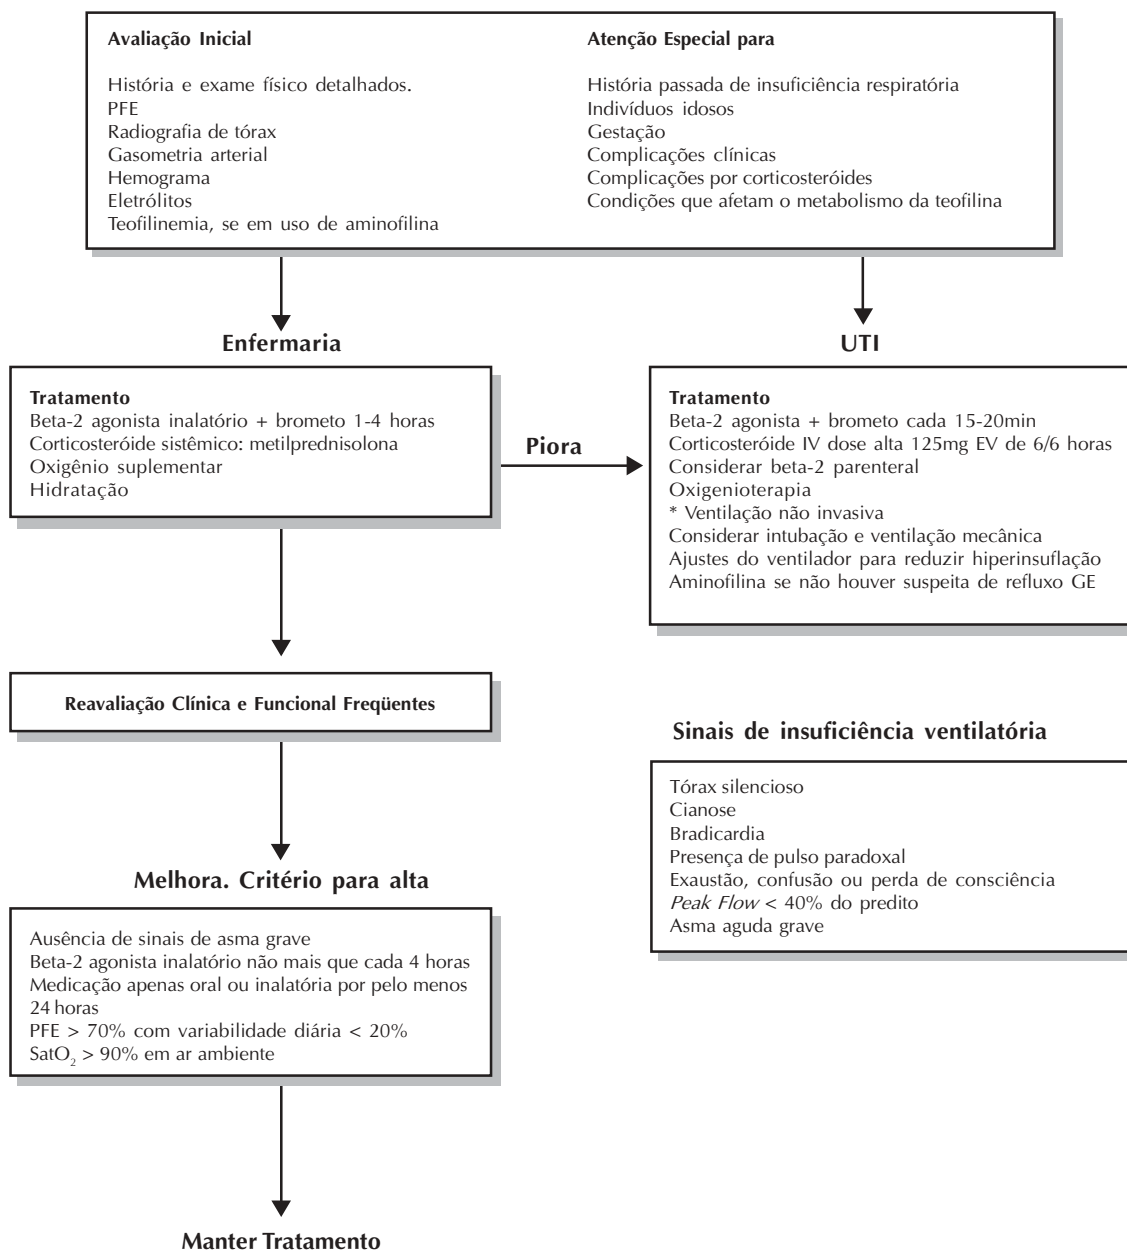 Avaliação Inicial
História e exame físico detalhados.
PFE
Radiografia de tórax
Gasometria arterial
Hemograma
Eletrólitos
Teofilinemia, se em uso de aminofilina
Atenção Especial para
História passada de insuficiência respiratória
Indivíduos idosos
Gestação
Complicações clínicas
Complicações por corticosteróides
Condições que afetam o metabolismo da teofilina
Enfermaria
Tratamento
Beta-2 agonista inalatório + brometo 1-4 horas
Corticosteróide sistêmico: metilprednisolona
Oxigênio suplementar
Hidratação
Piora
UTI
Tratamento
Beta-2 agonista + brometo cada 15-20min
Corticosteróide IV dose alta 125mg EV de 6/6 horas
Considerar beta-2 parenteral
Oxigenioterapia
* Ventilação não invasiva
Considerar intubação e ventilação mecânica
Ajustes do ventilador para reduzir hiperinsuflação
Aminofilina se não houver suspeita de refluxo GE
Reavaliação Clínica e Funcional Freqüentes
Sinais de insuficiência ventilatória
Tórax silencioso
Cianose
Bradicardia
Presença de pulso paradoxal
Exaustão, confusão ou perda de consciência
Peak Flow < 40% do predito
Asma aguda grave
Melhora. Critério para alta
Ausência de sinais de asma grave
Beta-2 agonista inalatório não mais que cada 4 horas
Medicação apenas oral ou inalatória por pelo menos
24 horas
PFE > 70% com variabilidade diária < 20%
SatO₂ > 90% em ar ambiente
Manter Tratamento